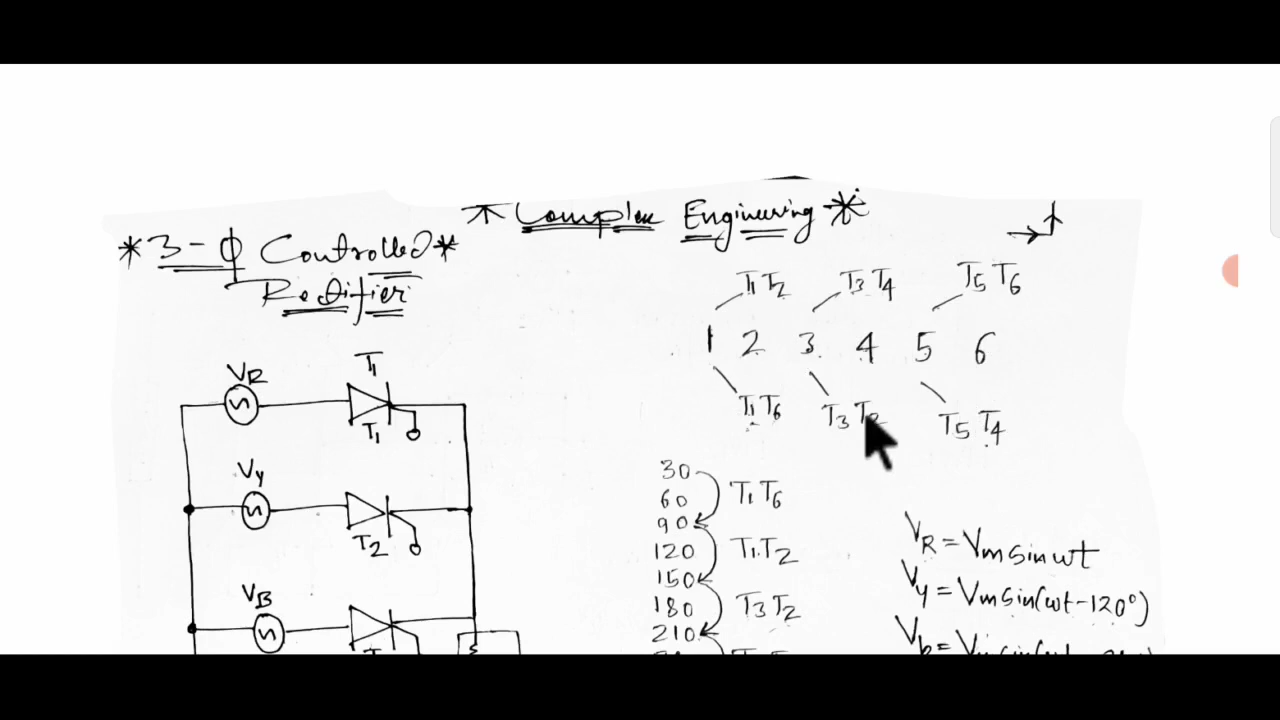 * Complex Engineering *
* 3-ф Controlled *
Rectifier
T1 T2
T3 T4
T5 T6
1 2 3 4 5 6
T1 T6
T3 T2
T5 T4
VR
T1
T1
Vy
T2
VB
30
60
90
120
150
180
210
T1 T6
T1.T2
T3 T2
VR = Vm sin wt
Vy = Vm sin(wt-120°)